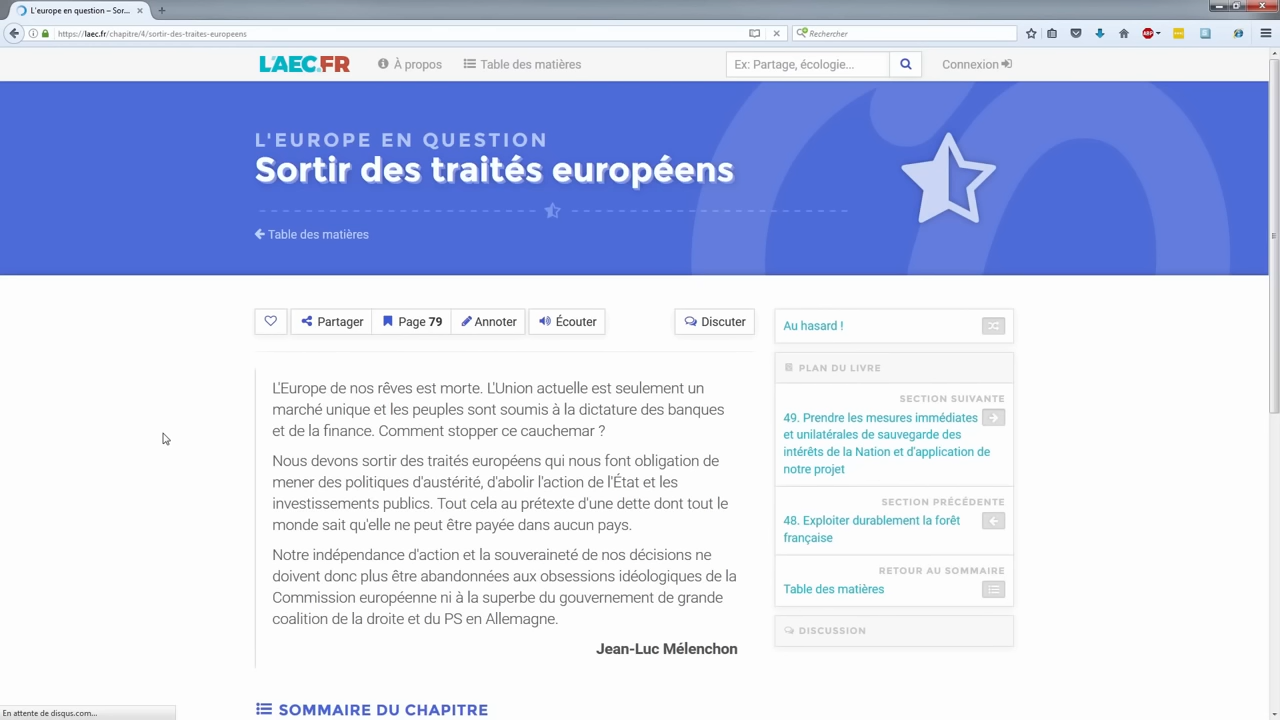 L'europe en question – Sor...
https://laec.fr/chapitre/4/sortir-des-traites-europeens
Rechercher
ABP
L'AEC.FR
À propos
Table des matières
Ex: Partage, écologie...
Connexion
L'EUROPE EN QUESTION
Sortir des traités européens
Table des matières
Partager
Page 79
Annoter
Écouter
Discuter
L'Europe de nos rêves est morte. L'Union actuelle est seulement un
marché unique et les peuples sont soumis à la dictature des banques
et de la finance. Comment stopper ce cauchemar ?
Nous devons sortir des traités européens qui nous font obligation de
mener des politiques d'austérité, d'abolir l'action de l'État et les
investissements publics. Tout cela au prétexte d'une dette dont tout le
monde sait qu'elle ne peut être payée dans aucun pays.
Notre indépendance d'action et la souveraineté de nos décisions ne
doivent donc plus être abandonnées aux obsessions idéologiques de la
Commission européenne ni à la superbe du gouvernement de grande
coalition de la droite et du PS en Allemagne.
Jean-Luc Mélenchon
SOMMAIRE DU CHAPITRE
Au hasard !
PLAN DU LIVRE
SECTION SUIVANTE
49. Prendre les mesures immédiates
et unilatérales de sauvegarde des
intérêts de la Nation et d'application de
notre projet
SECTION PRÉCÉDENTE
48. Exploiter durablement la forêt
française
RETOUR AU SOMMAIRE
Table des matières
DISCUSSION
En attente de disqus.com...